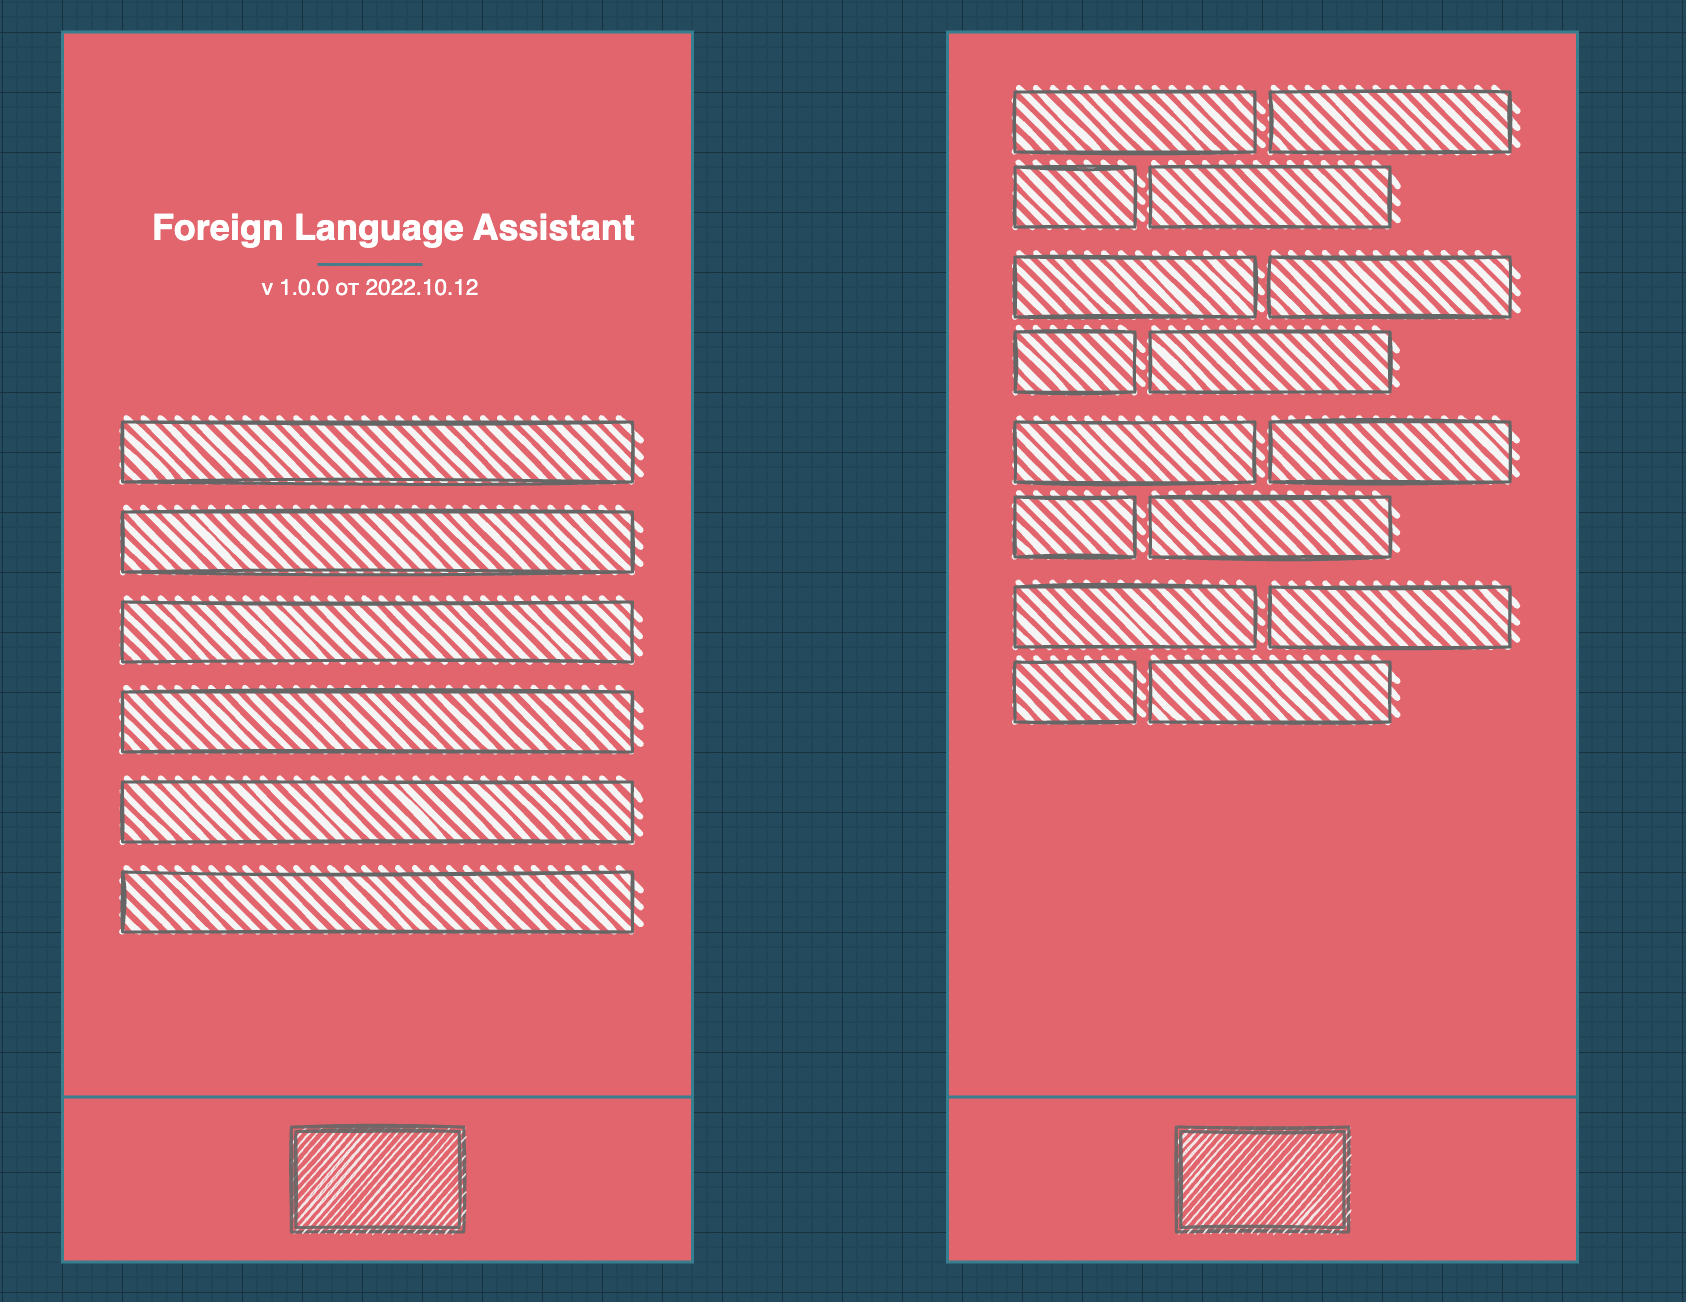 Foreign Language Assistant
v 1.0.0 от 2022.10.12